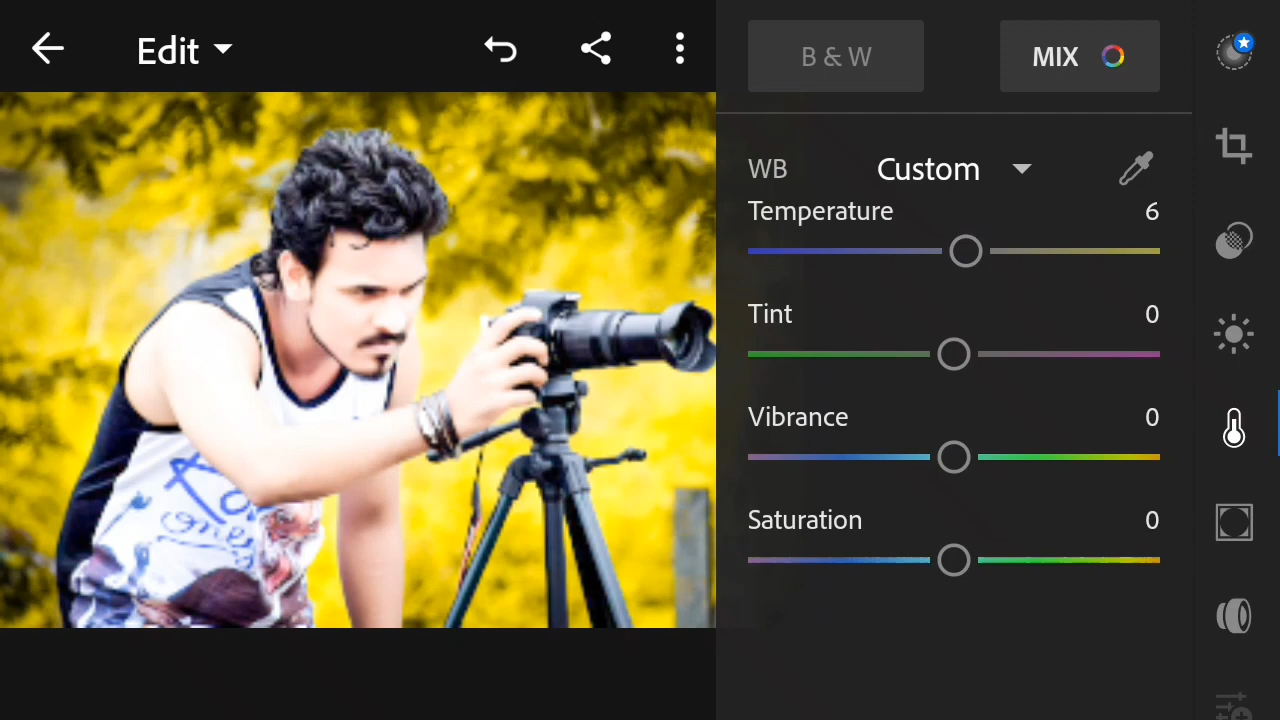 Edit
B & W
MIX
WB
Custom
Temperature
6
Tint
0
Vibrance
0
Saturation
0